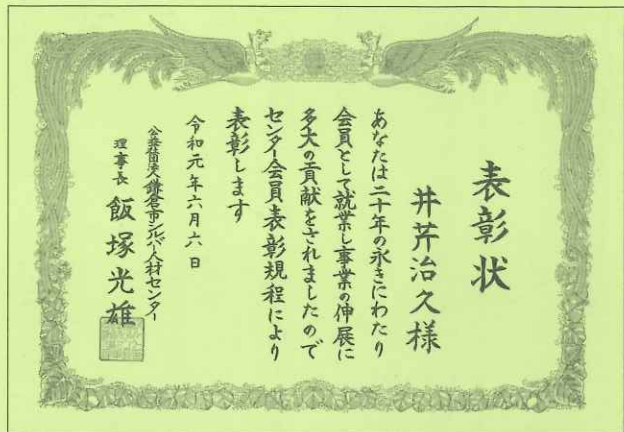 表彰状
井芹治久様
あなたは二十年の永きにわたり
会員として就業し事業の伸展に
多大の貢献をされましたので
センター会員表彰規程により
表彰します
令和元年六月六日
公益社団法人鎌倉市シルバー人材センター
理事長 飯塚光雄